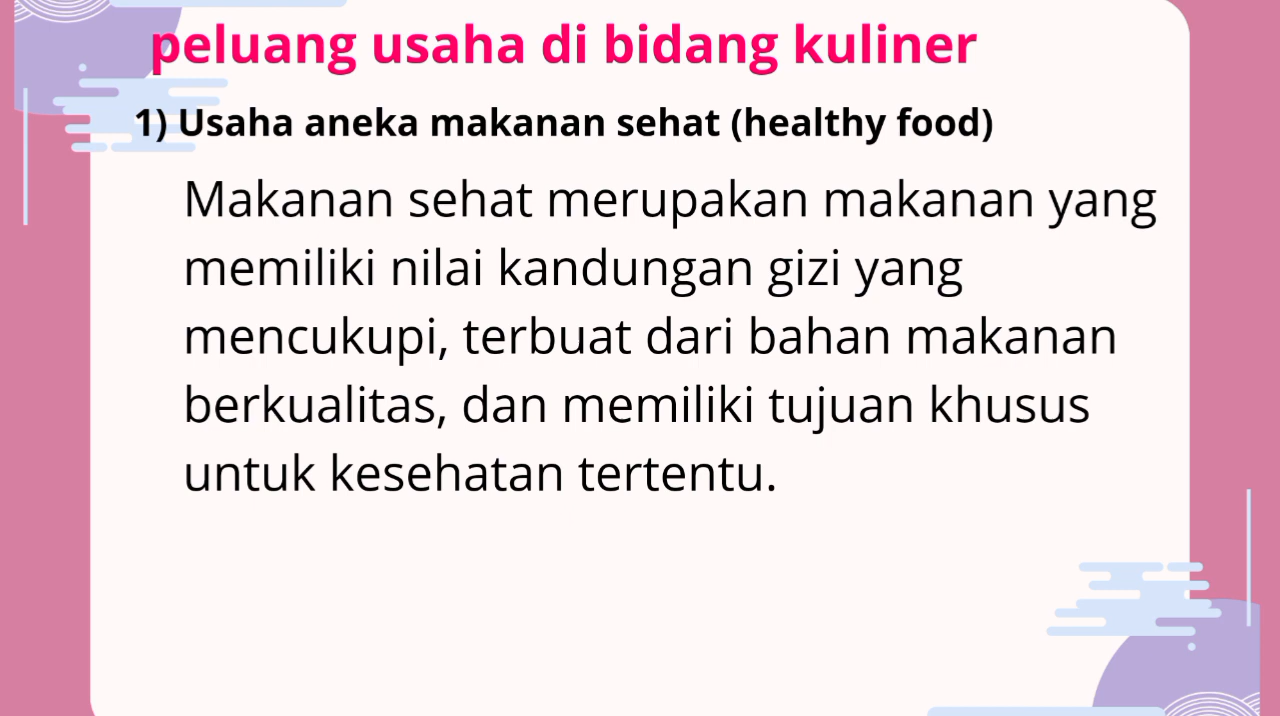 peluang usaha di bidang kuliner
1) Usaha aneka makanan sehat (healthy food)
Makanan sehat merupakan makanan yang
memiliki nilai kandungan gizi yang
mencukupi, terbuat dari bahan makanan
berkualitas, dan memiliki tujuan khusus
untuk kesehatan tertentu.